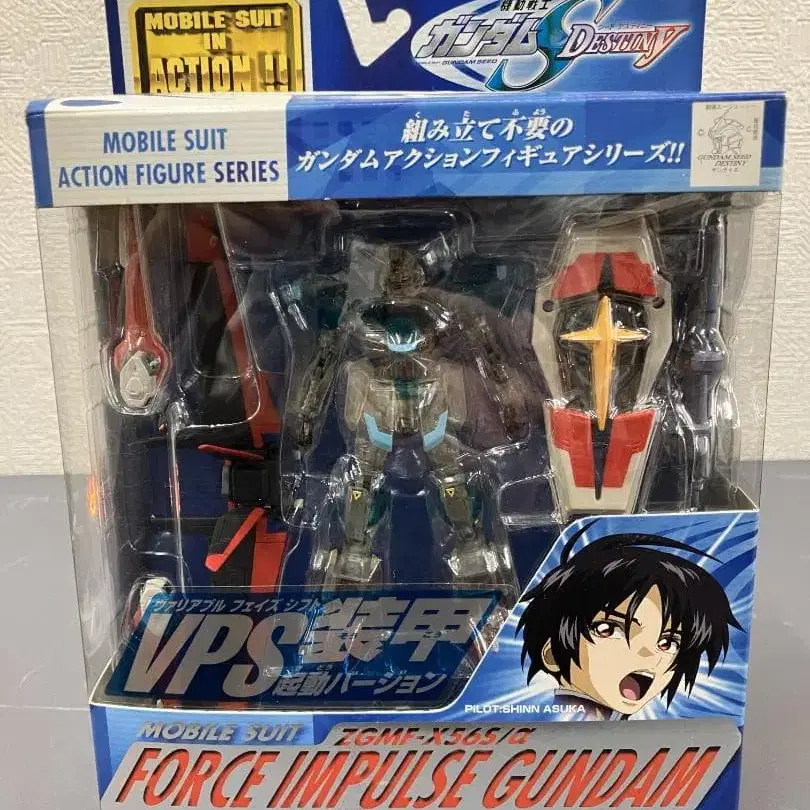 MOBILE SUIT
IN
ACTION !!
機動戦士
ガンダム SEED DESTINY
MOBILE SUIT
ACTION FIGURE SERIES
組み立て不要の
ガンダムアクションフィギュアシリーズ!!
GUNDAM SEED
DESTINY
ヴァリアブル フェイズ シフト
VPS装甲
起動バージョン
PILOT:SHINN ASUKA
MOBILE SUIT
ZGMF-X56S/α
FORCE IMPULSE GUNDAM